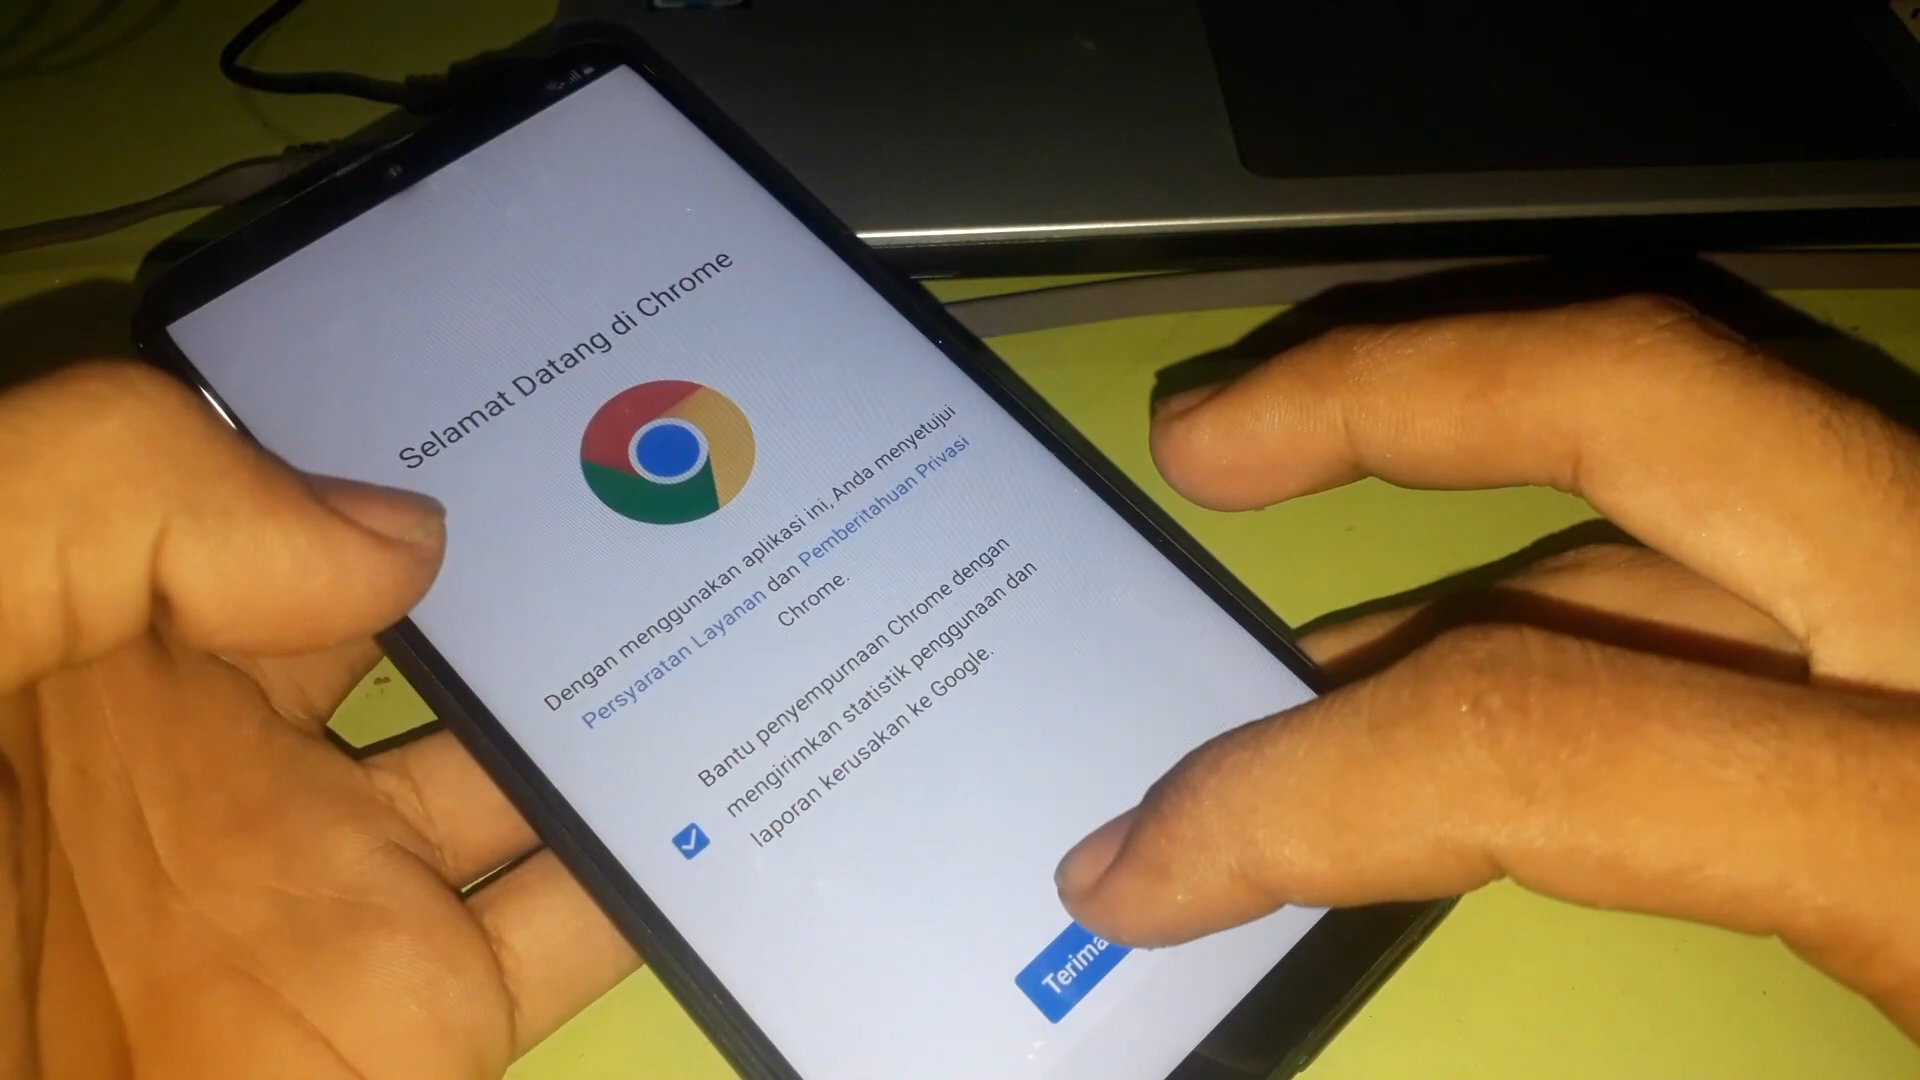 Selamat Datang di Chrome
Dengan menggunakan aplikasi ini, Anda menyetujui
Persyaratan Layanan dan Pemberitahuan Privasi
Chrome.
Bantu penyempurnaan Chrome dengan
mengirimkan statistik penggunaan dan
laporan kerusakan ke Google.
Terima